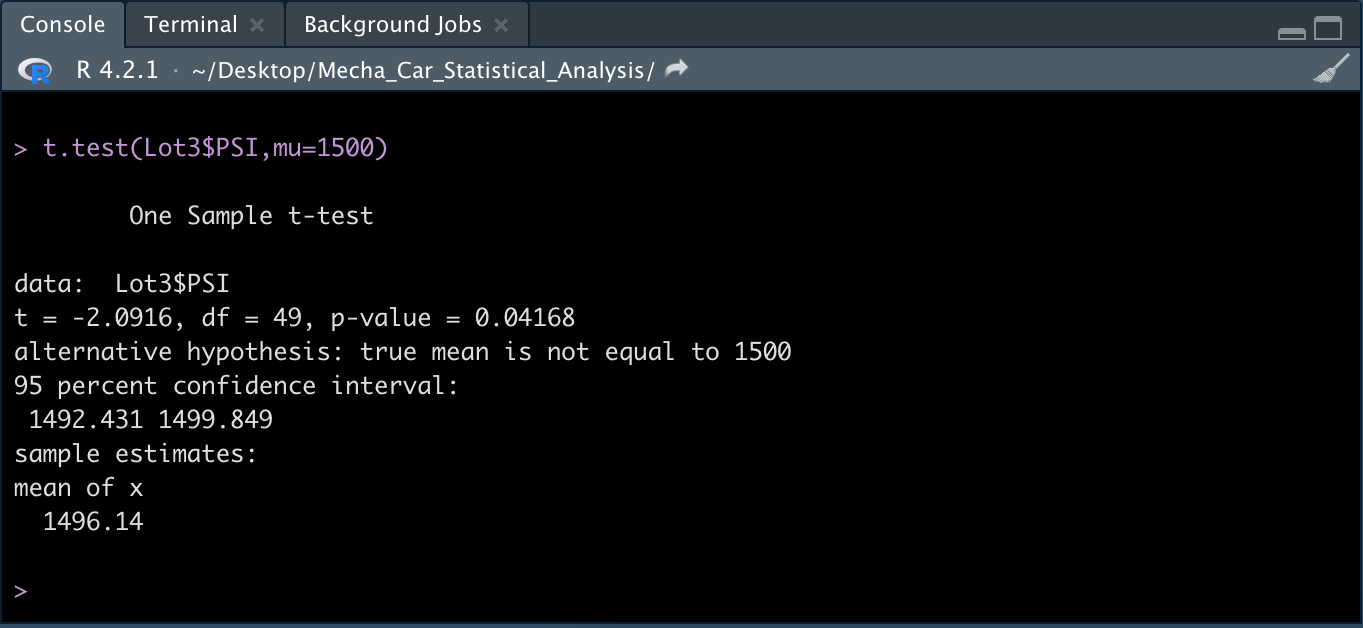 Console Terminal Background Jobs
R R 4.2.1 · ~/Desktop/Mecha_Car_Statistical_Analysis/
> t.test(Lot3$PSI,mu=1500)
One Sample t-test
data:  Lot3$PSI
t = -2.0916, df = 49, p-value = 0.04168
alternative hypothesis: true mean is not equal to 1500
95 percent confidence interval:
1492.431 1499.849
sample estimates:
mean of x
1496.14
>